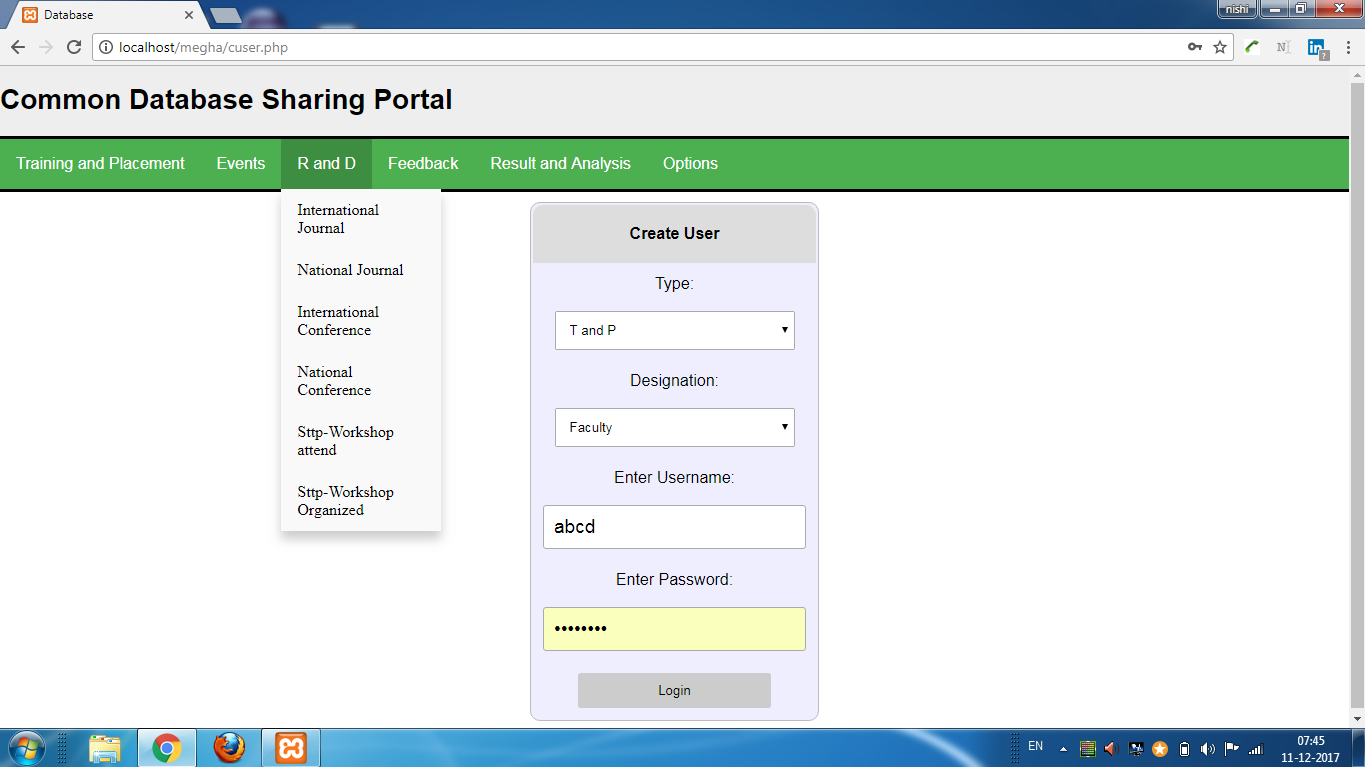 Database
nishi
localhost/megha/cuser.php
Common Database Sharing Portal
Training and Placement Events R and D Feedback Result and Analysis Options
International
Journal
National Journal
International
Conference
National
Conference
Sttp-Workshop
attend
Sttp-Workshop
Organized
Create User
Type:
T and P
Designation:
Faculty
Enter Username:
abcd
Enter Password:
••••••••
Login
EN
07:45
11-12-2017